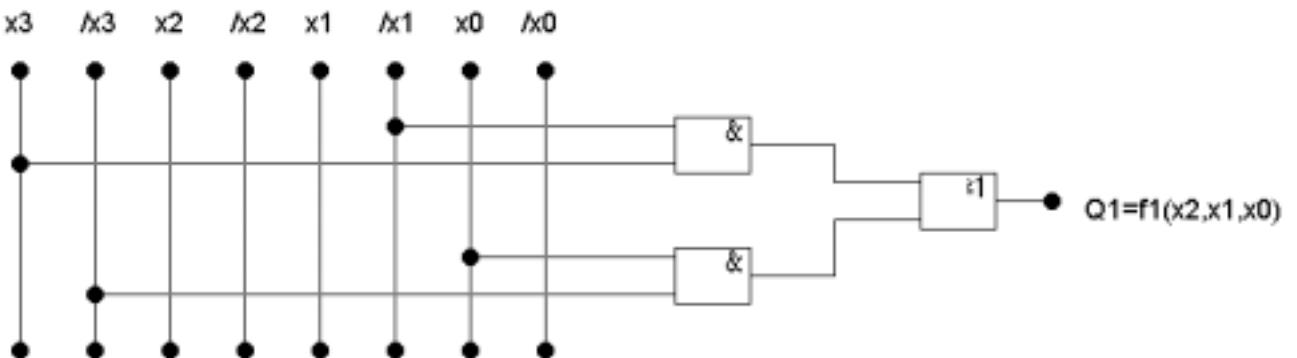 x3 /x3 x2 /x2 x1 /x1 x0 /x0
&
≥1
Q1=f1(x2,x1,x0)
&